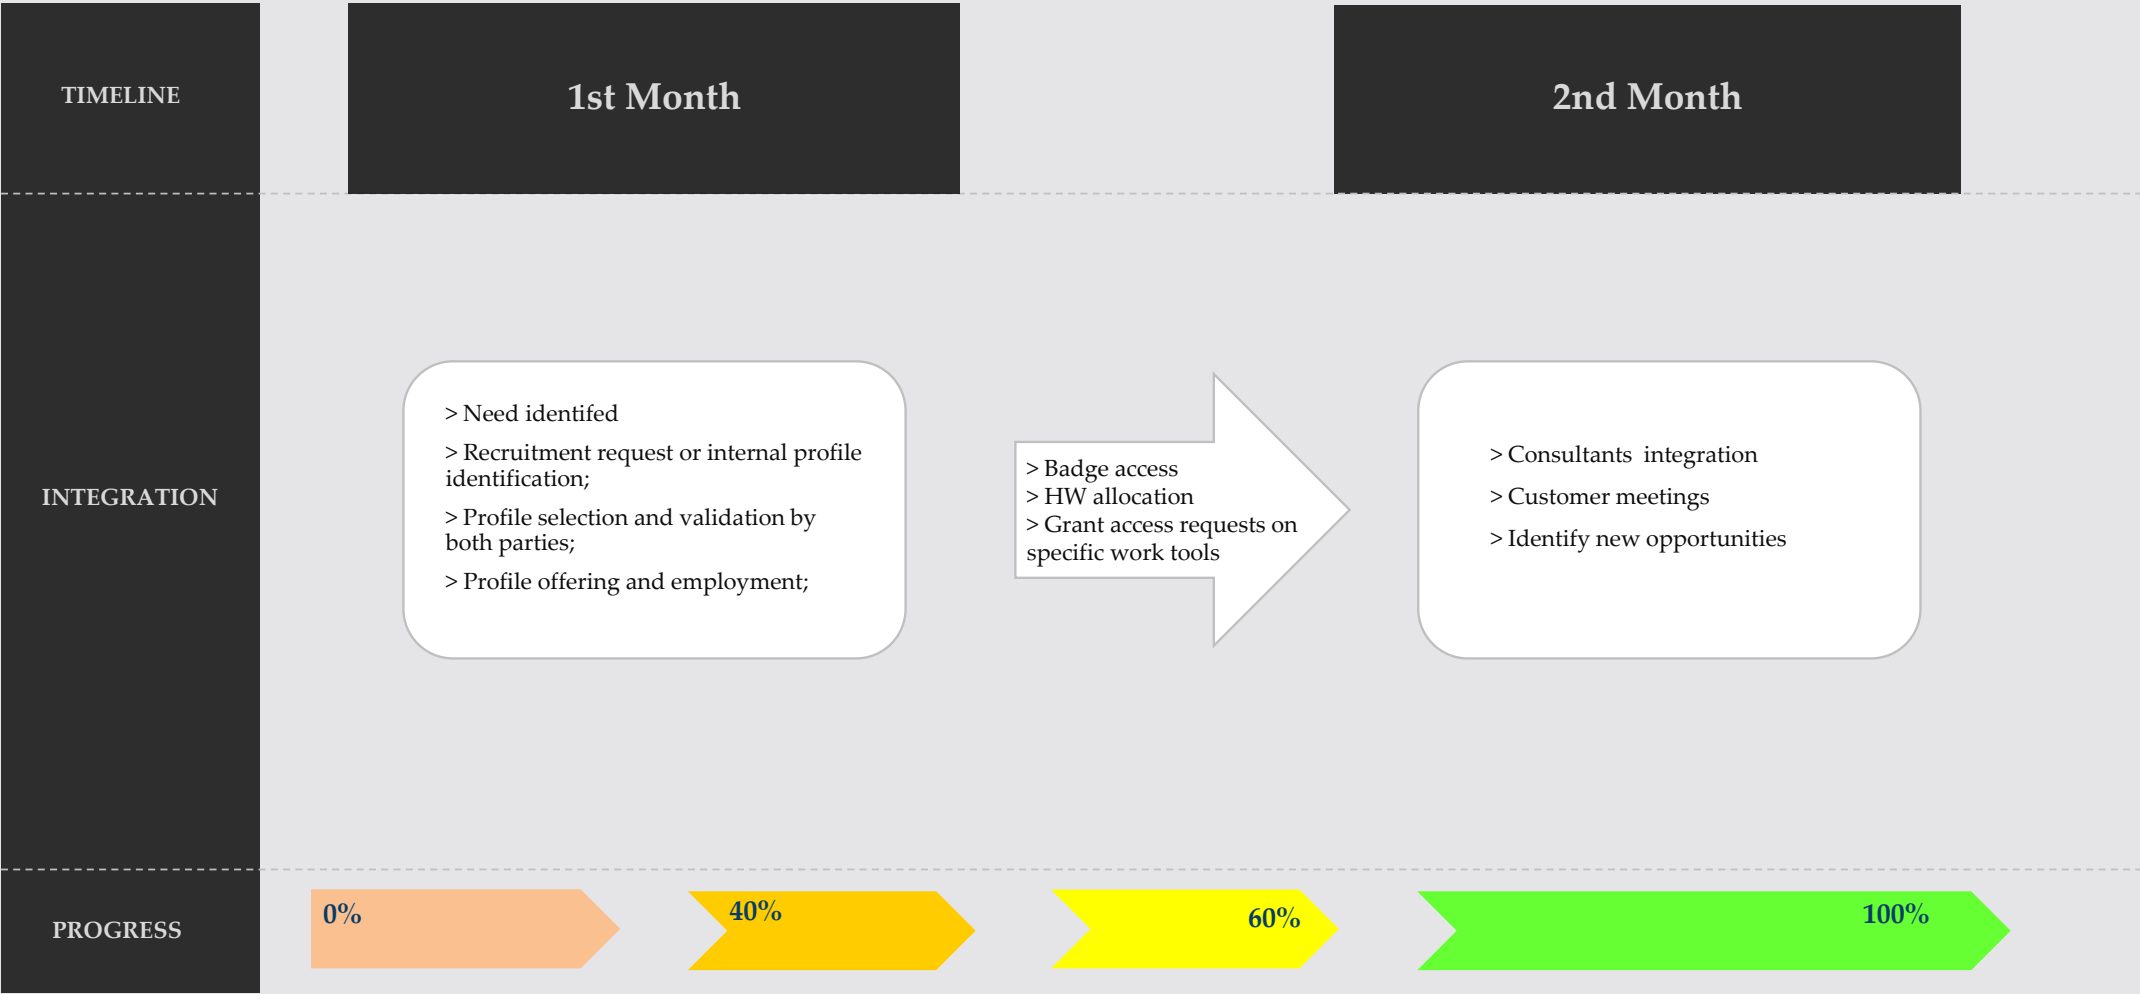 TIMELINE
1st Month
2nd Month
INTEGRATION
> Need identifed
> Recruitment request or internal profile
identification;
> Profile selection and validation by
both parties;
> Profile offering and employment;
> Badge access
> HW allocation
> Grant access requests on
specific work tools
> Consultants  integration
> Customer meetings
> Identify new opportunities
PROGRESS
0%
40%
60%
100%